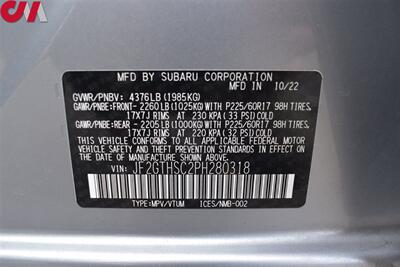 CMA
MFD. BY SUBARU CORPORATION
GVWR/PNBV: 4376LB (1985KG) 10/22
GAWR/PNBE:FRONT- 2260LB (1025KG)WITH P225/60R17 98H TIRES,
17X7J RIMS, AT 230 KPA (33 PSI)COLD
GAWR/PNBE:REAR - 2205LB (1000KG)WITH P225/60R17 98H TIRES,
17X7J RIMS, AT 220 KPA (32 PSI)COLD
THIS VEHICLE CONFORMS TO ALL APPLICABLE FEDERAL MOTOR
VEHICLE SAFETY AND THEFT PREVENTION STANDARDS IN EFFECT
ON THE DATE OF MANUFACTURE SHOWN ABOVE.
VIN: JF2GTHSC2PH280318
TYPE:MPV/VTUM ICES/NMB-002